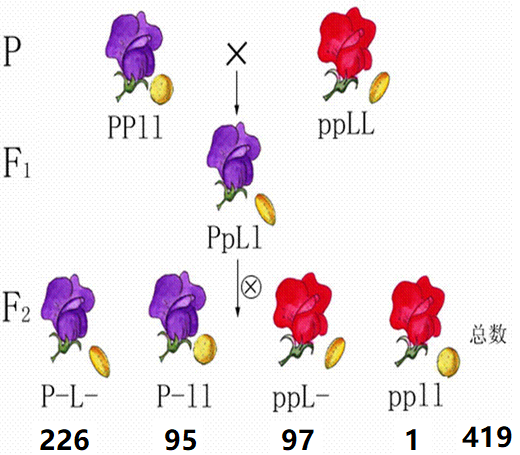 P
×
PPll
ppLL
F1
PpLl
⊗
F2
总数
P-L-
P-ll
ppL-
ppll
226
95
97
1
419